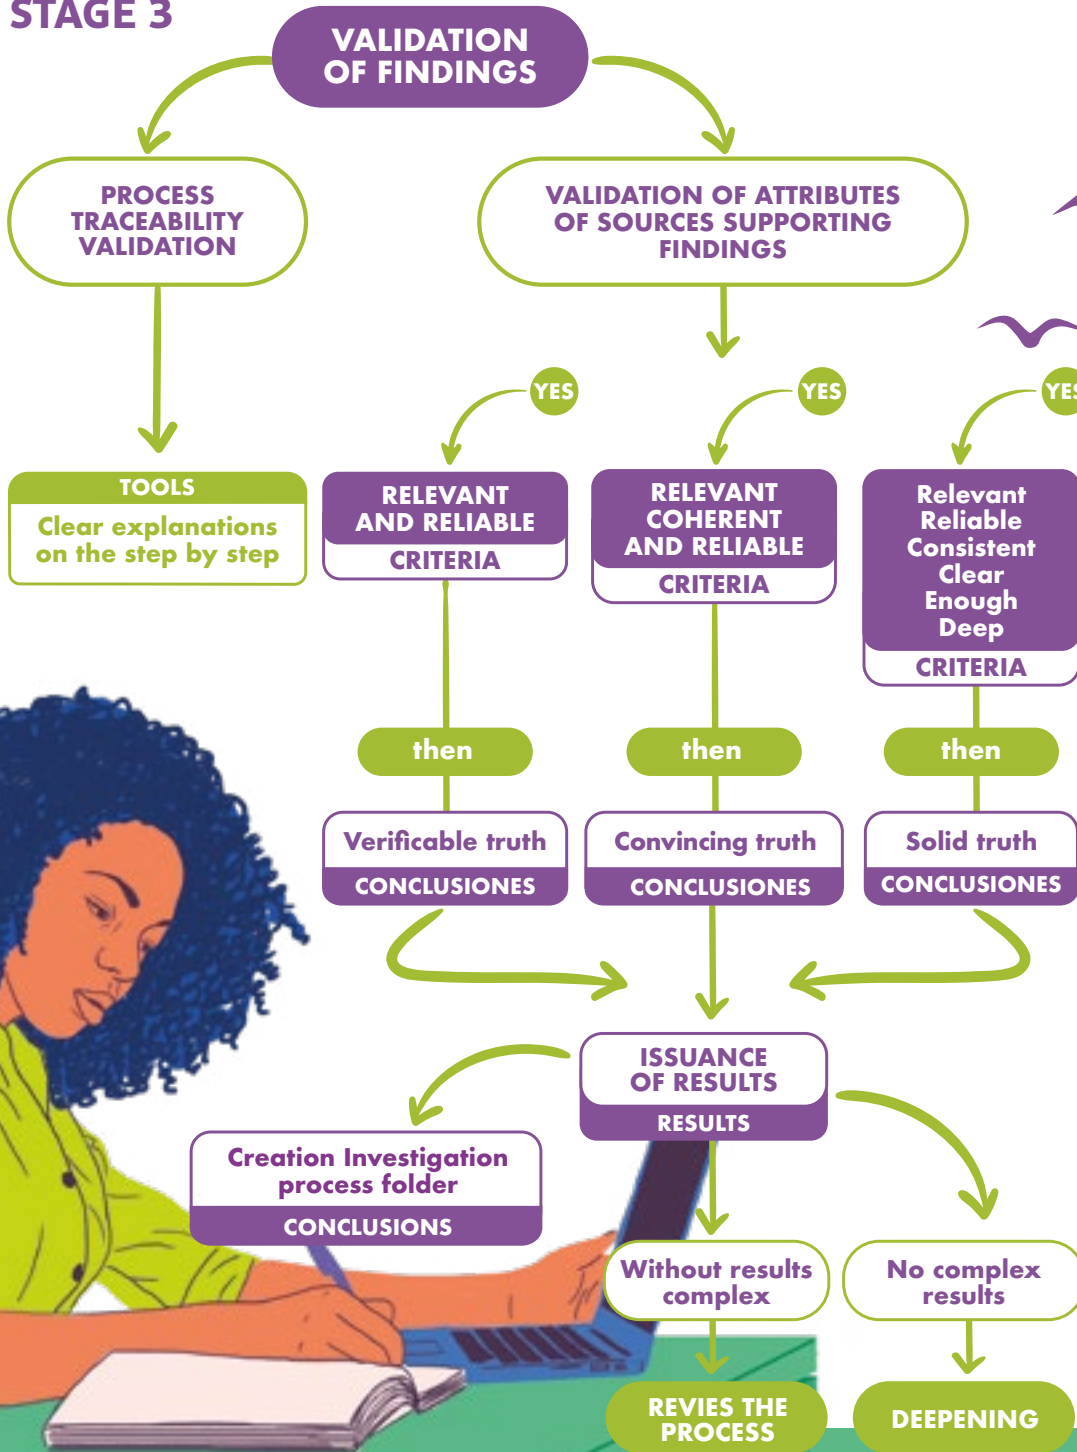 STAGE 3
VALIDATION
OF FINDINGS
PROCESS
TRACEABILITY
VALIDATION
VALIDATION OF ATTRIBUTES
OF SOURCES SUPPORTING
FINDINGS
YES
YES
YES
TOOLS
Clear explanations
on the step by step
RELEVANT
AND RELIABLE
CRITERIA
RELEVANT
COHERENT
AND RELIABLE
CRITERIA
Relevant
Reliable
Consistent
Clear
Enough
Deep
CRITERIA
then
then
then
Verificable truth
CONCLUSIONES
Convincing truth
CONCLUSIONES
Solid truth
CONCLUSIONES
ISSUANCE
OF RESULTS
RESULTS
Creation Investigation
process folder
CONCLUSIONS
Without results
complex
No complex
results
REVIES THE
PROCESS
DEEPENING